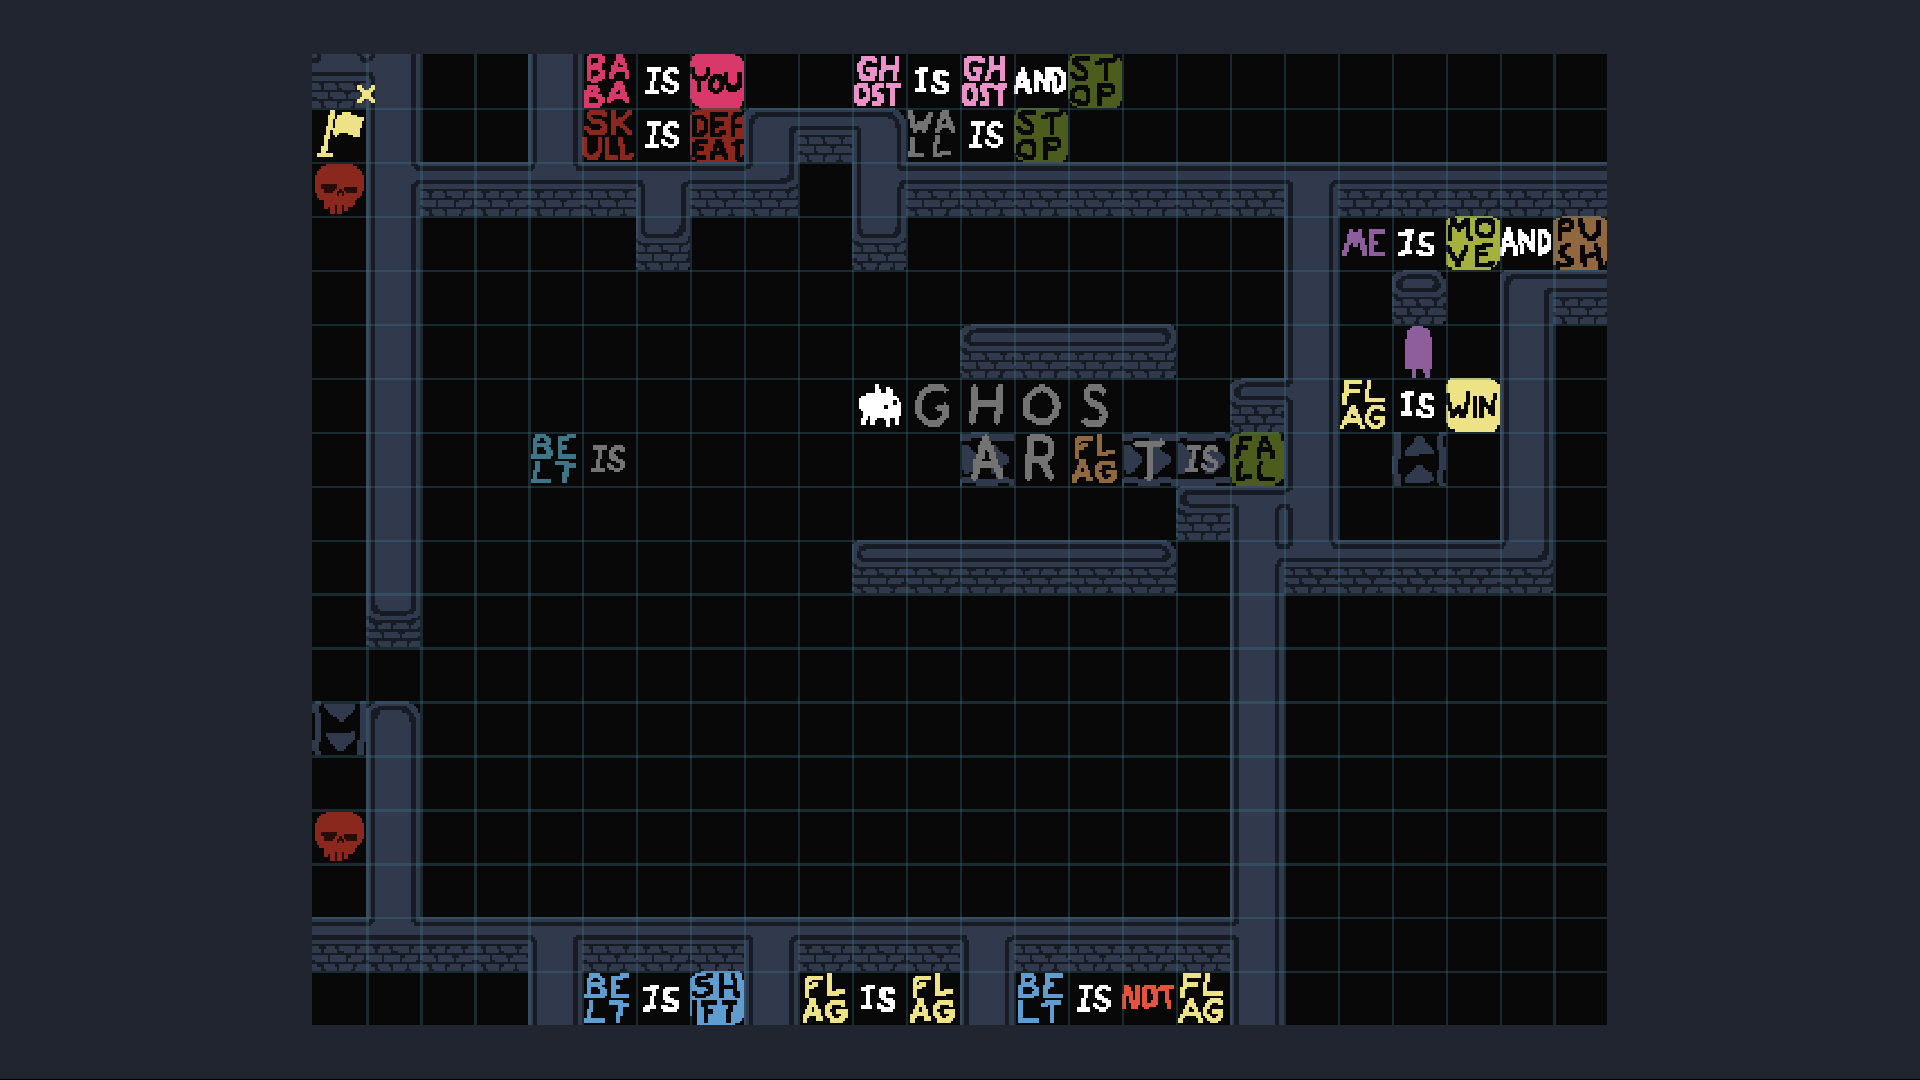 BABA IS YOU GHOST IS GHOST AND STOP
SKULL IS DEFEAT WALL IS STOP
ME IS MOVE AND PUSH
GHOS FLAG IS WIN
BELT IS AR FLAG T IS FALL
BELT IS SHIFT FLAG IS FLAG BELT IS NOT FLAG